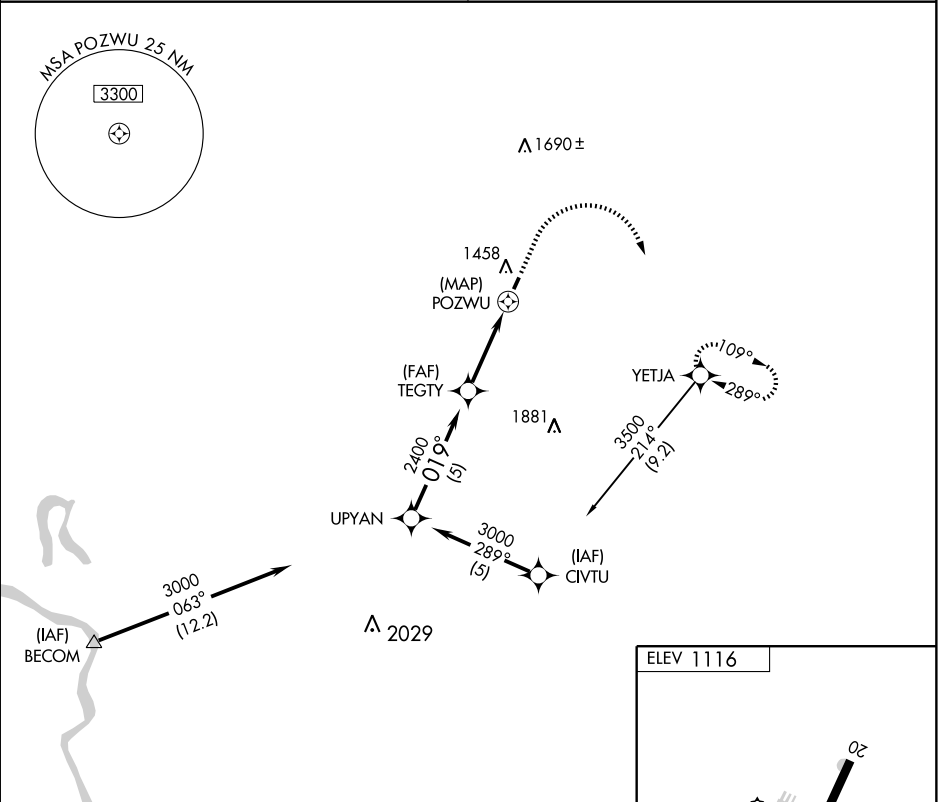 MSA POZWU 25 NM
3300
1690±
1458
(MAP)
POZWU
(FAF)
TEGTY
YETJA
109°
289°
1881
3500
214°
(9.2)
2400
019°
(5)
UPYAN
3000
289°
(5)
(IAF)
CIVTU
3000
063°
(12.2)
(IAF)
BECOM
2029
ELEV 1116
20